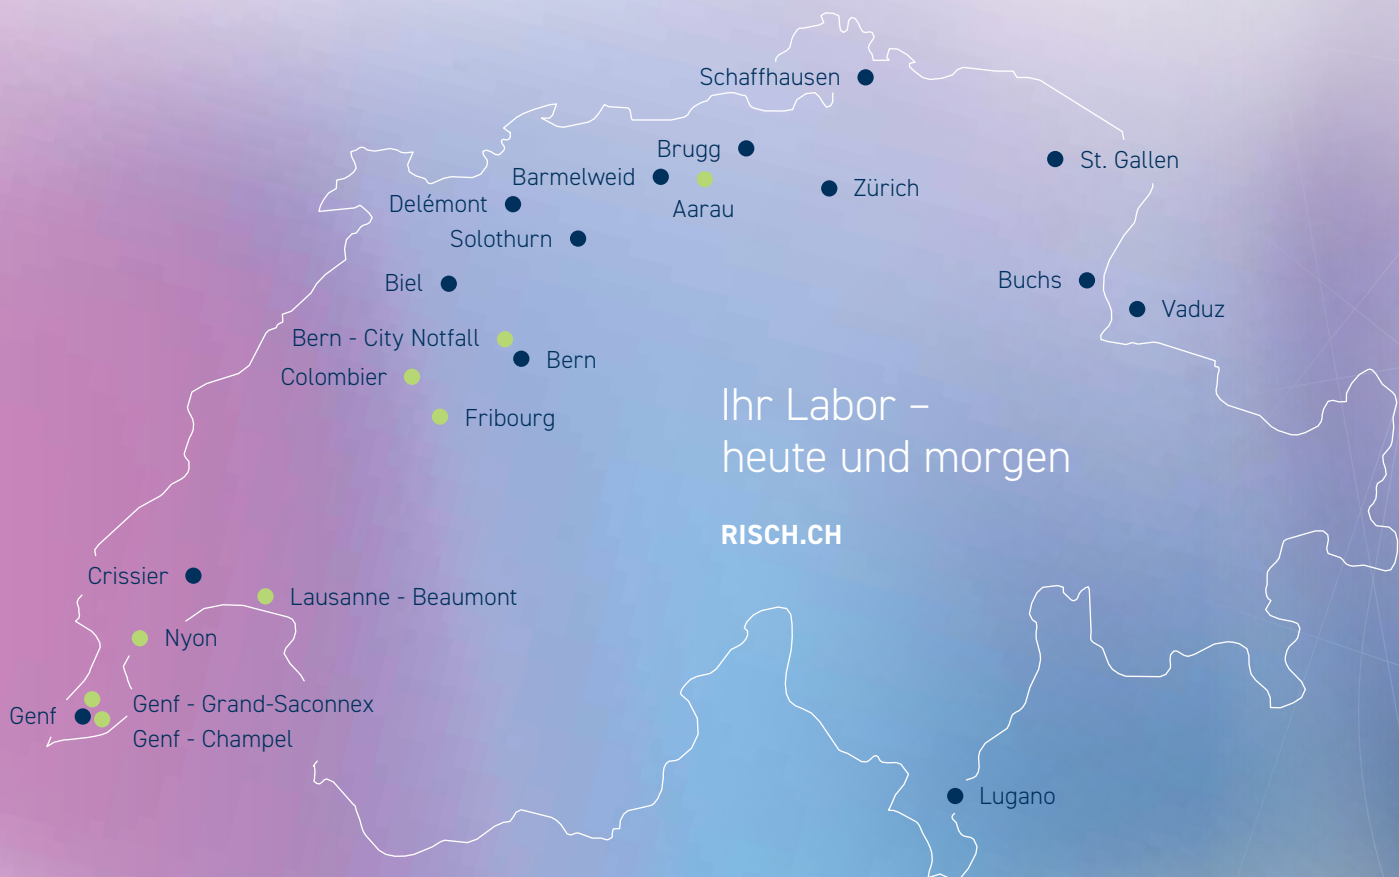 Schaffhausen
Brugg
St. Gallen
Barmelweid
Zürich
Delémont
Aarau
Solothurn
Buchs
Biel
Vaduz
Bern - City Notfall
Bern
Colombier
Ihr Labor –
Fribourg
heute und morgen
RISCH.CH
Crissier
Lausanne - Beaumont
Nyon
Genf - Grand-Saconnex
Genf
Genf - Champel
Lugano